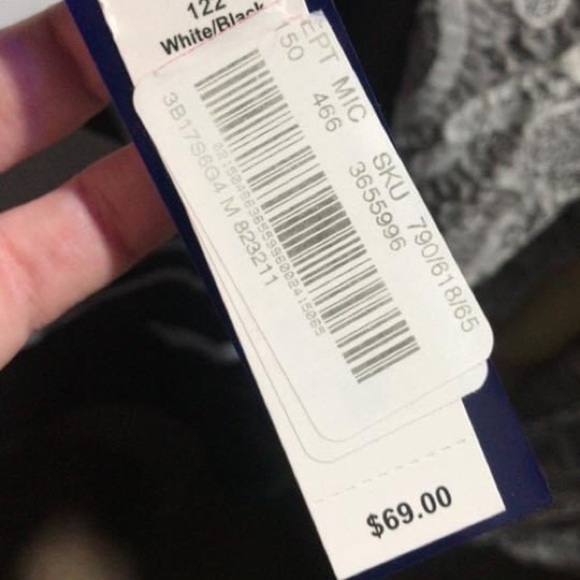 122
White/Black
EPT MIC SKU 790/618/65
50 466 3655996
3B17S6G4 M 823211
$69.00